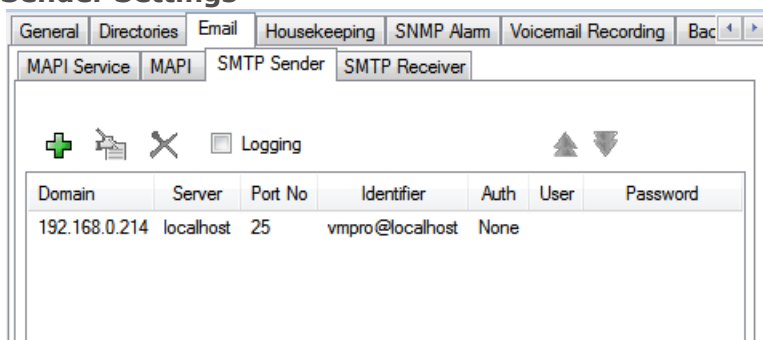 Sender Settings
General Directories Email Housekeeping SNMP Alarm Voicemail Recording Bac
MAPI Service MAPI SMTP Sender SMTP Receiver
Logging
Domain Server Port No Identifier Auth User Password
192.168.0.214 localhost 25 vmpro@localhost None